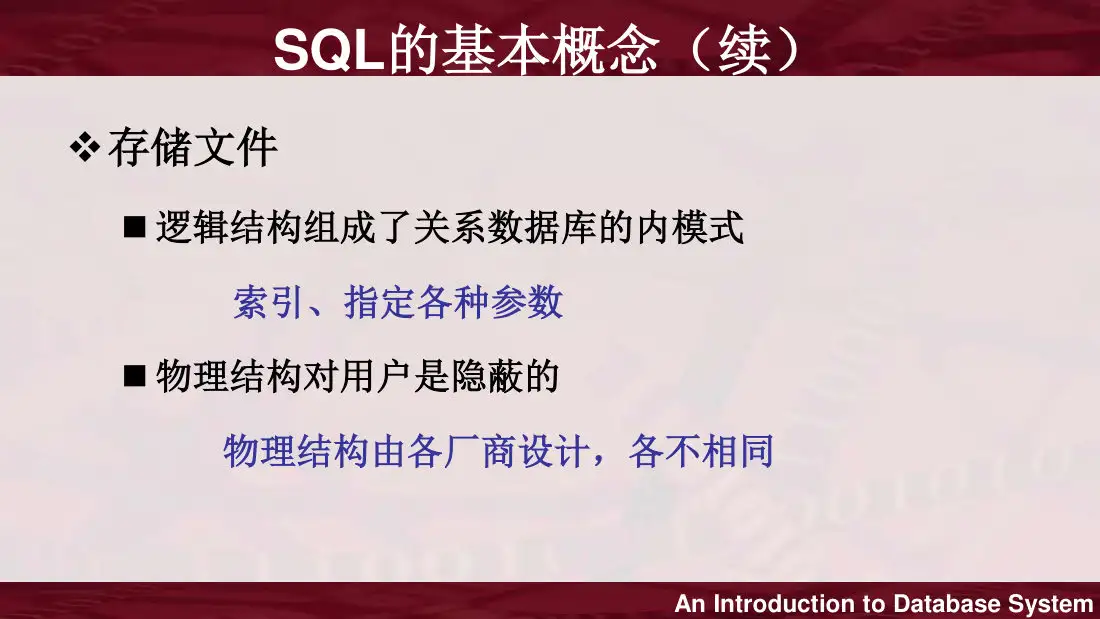 SQL的基本概念（续）
❖存储文件
■ 逻辑结构组成了关系数据库的内模式
索引、指定各种参数
■ 物理结构对用户是隐蔽的
物理结构由各厂商设计，各不相同
An Introduction to Database System